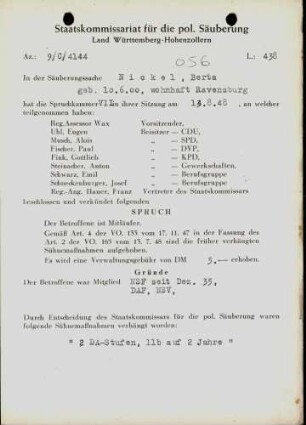 Staatskommissariat für die pol. Säuberung
Land Württemberg-Hohenzollern
Az.: 9/G/4144
056
L.: 438
In der Säuberungssache Nickel, Berta
geb. 10.6.00, wohnhaft Ravensburg
hat die Spruchkammer VII in ihrer Sitzung am 13.8.48 , an welcher
teilgenommen haben:
Reg.Assessor Wax Vorsitzender,
Uhl, Eugen Beisitzer — CDU,
Musch, Alois — SPD,
Fischer, Paul — DVP,
Fink, Gottlieb — KPD,
Steinacher, Anton — Gewerkschaften,
Schwarz, Emil — Berufsgruppe
Schneckenburger, Josef — Berufsgruppe
Reg.-Ang. Hauer, Franz Vertreter des Staatskommissars
beschlossen und verkündet folgenden
SPRUCH
Der Betroffene ist Mitläufer.
Gemäß Art. 4 der VO. 133 vom 17. 11. 47 in der Fassung des
Art. 2 der VO. 165 vom 13. 7. 48 sind die früher verhängten
Sühnemaßnahmen aufgehoben.
Es wird eine Verwaltungsgebühr von DM 5,— erhoben.
Gründe
Der Betroffene war Mitglied NSF seit Dez. 35,
DAF, NSV,
Durch Entscheidung des Staatskommissars für die pol. Säuberung waren
folgende Sühnemaßnahmen verhängt worden:
" 2 DA-Stufen, 11b auf 2 Jahre "